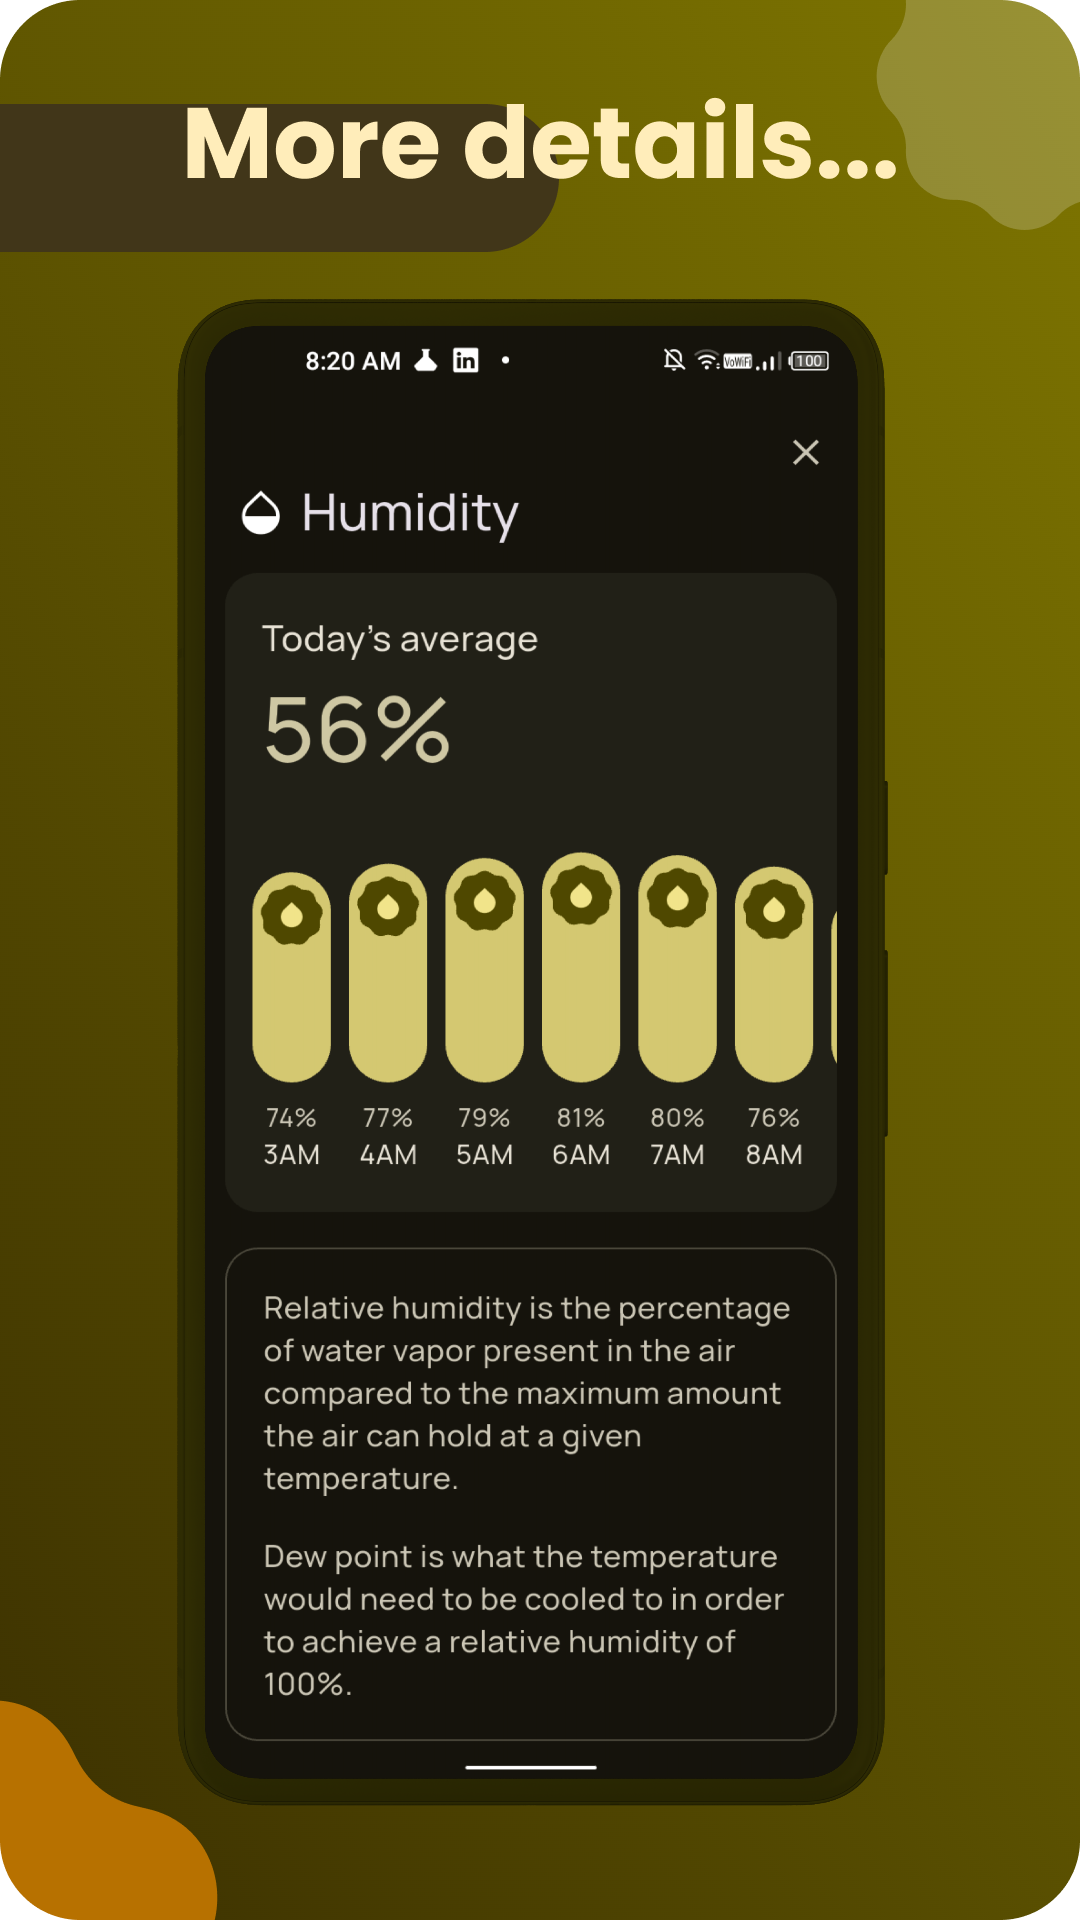 More details...
8:20 AM in
VoWiFi 100
Humidity
Today's average
56%
74% 77% 79% 81% 80% 76%
3AM 4AM 5AM 6AM 7AM 8AM
Relative humidity is the percentage
of water vapor present in the air
compared to the maximum amount
the air can hold at a given
temperature.
Dew point is what the temperature
would need to be cooled to in order
to achieve a relative humidity of
100%.